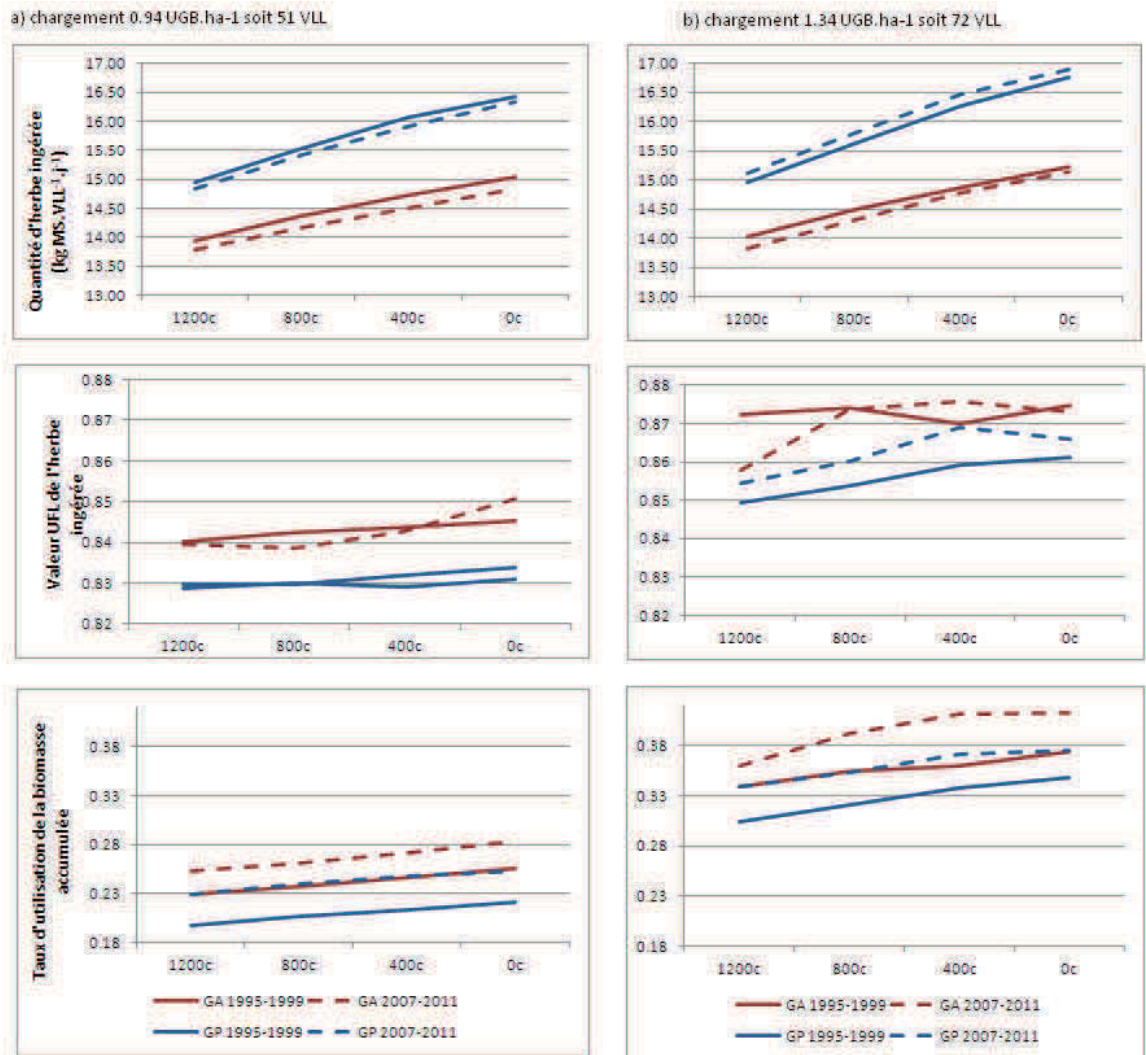 a) chargement 0.94 UGB.ha-1 soit 51 VLL
b) chargement 1.34 UGB.ha-1 soit 72 VLL
Quantité d'herbe ingérée
(kg MS.VLL-1.j-1)
17.00
16.50
16.00
15.50
15.00
14.50
14.00
13.50
13.00
1200c 800c 400c 0c
17.00
16.50
16.00
15.50
15.00
14.50
14.00
13.50
13.00
1200c 800c 400c 0c
Valeur UFL de l'herbe
ingérée
0.88
0.87
0.86
0.85
0.84
0.83
0.82
1200c 800c 400c 0c
0.88
0.87
0.86
0.85
0.84
0.83
0.82
1200c 800c 400c 0c
Taux d'utilisation de la biomasse
accumulée
0.38
0.33
0.28
0.23
0.18
1200c 800c 400c 0c
GA 1995-1999 GA 2007-2011
GP 1995-1999 GP 2007-2011
0.38
0.33
0.28
0.23
0.18
1200c 800c 400c 0c
GA 1995-1999 GA 2007-2011
GP 1995-1999 GP 2007-2011